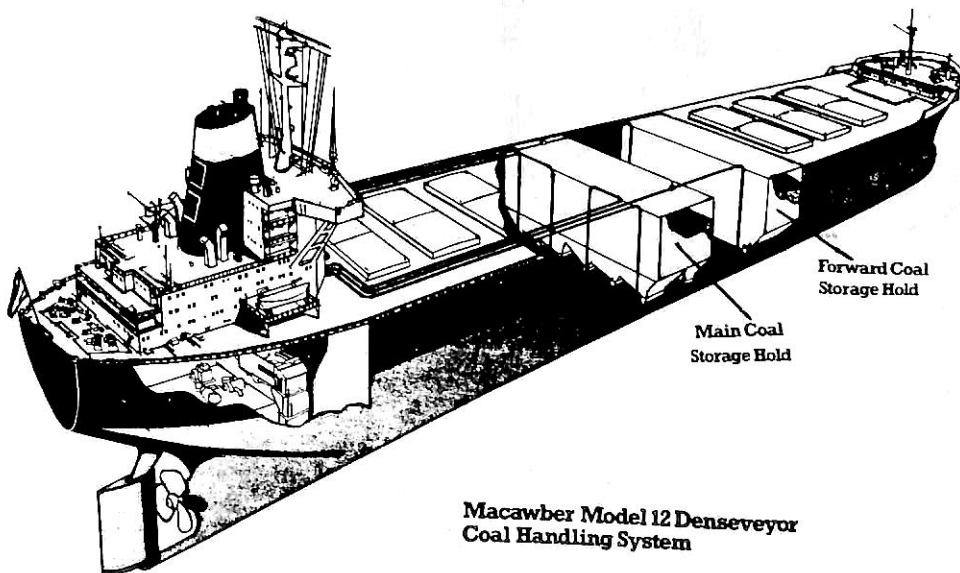 Forward Coal
Storage Hold
Main Coal
Storage Hold
Macawber Model 12 Denseveyor
Coal Handling System